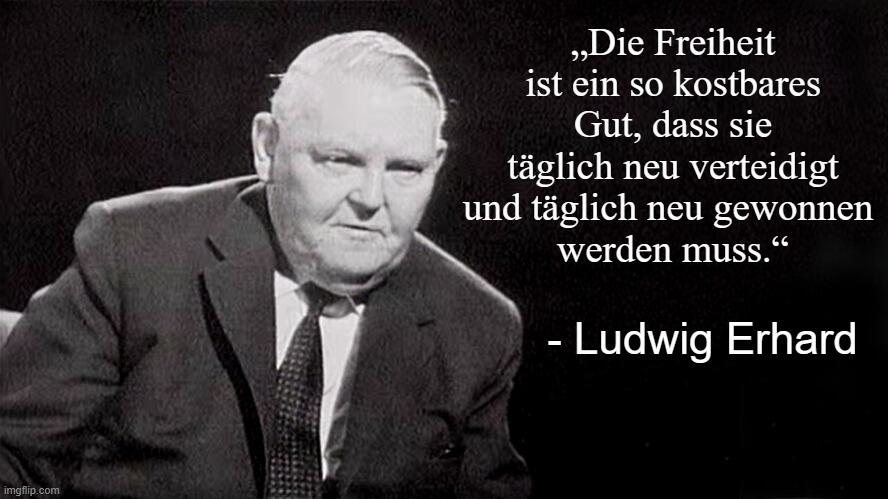 „Die Freiheit
ist ein so kostbares
Gut, dass sie
täglich neu verteidigt
und täglich neu gewonnen
werden muss.“
- Ludwig Erhard
imgflip.com